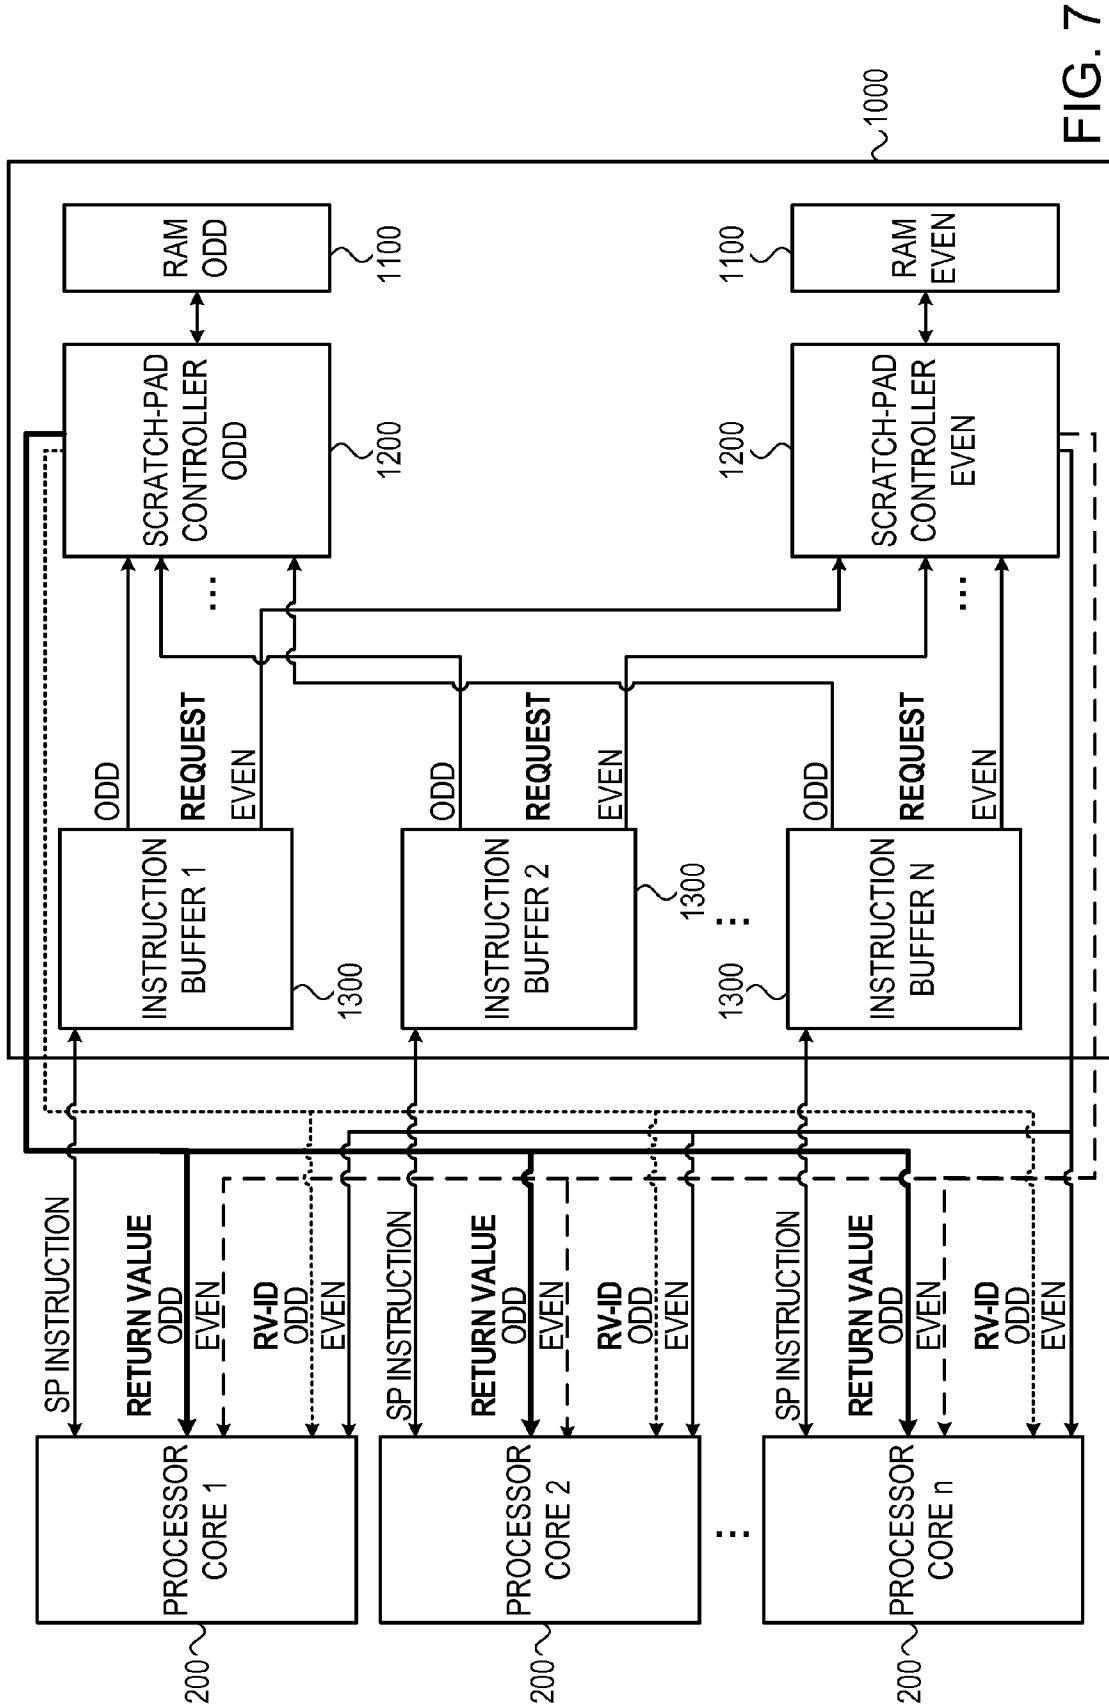 PROCESSOR
CORE 1
200
SP INSTRUCTION
RETURN VALUE
ODD
EVEN
RV-ID
ODD
EVEN
INSTRUCTION
BUFFER 1
1300
ODD
REQUEST
EVEN
SCRATCH-PAD
CONTROLLER
ODD
1200
RAM
ODD
1100
...
PROCESSOR
CORE 2
200
SP INSTRUCTION
RETURN VALUE
ODD
EVEN
RV-ID
ODD
EVEN
INSTRUCTION
BUFFER 2
1300
ODD
REQUEST
EVEN
...
...
PROCESSOR
CORE n
200
SP INSTRUCTION
RETURN VALUE
ODD
EVEN
RV-ID
ODD
EVEN
INSTRUCTION
BUFFER N
1300
ODD
REQUEST
EVEN
...
SCRATCH-PAD
CONTROLLER
EVEN
1200
RAM
EVEN
1100
1000
FIG. 7